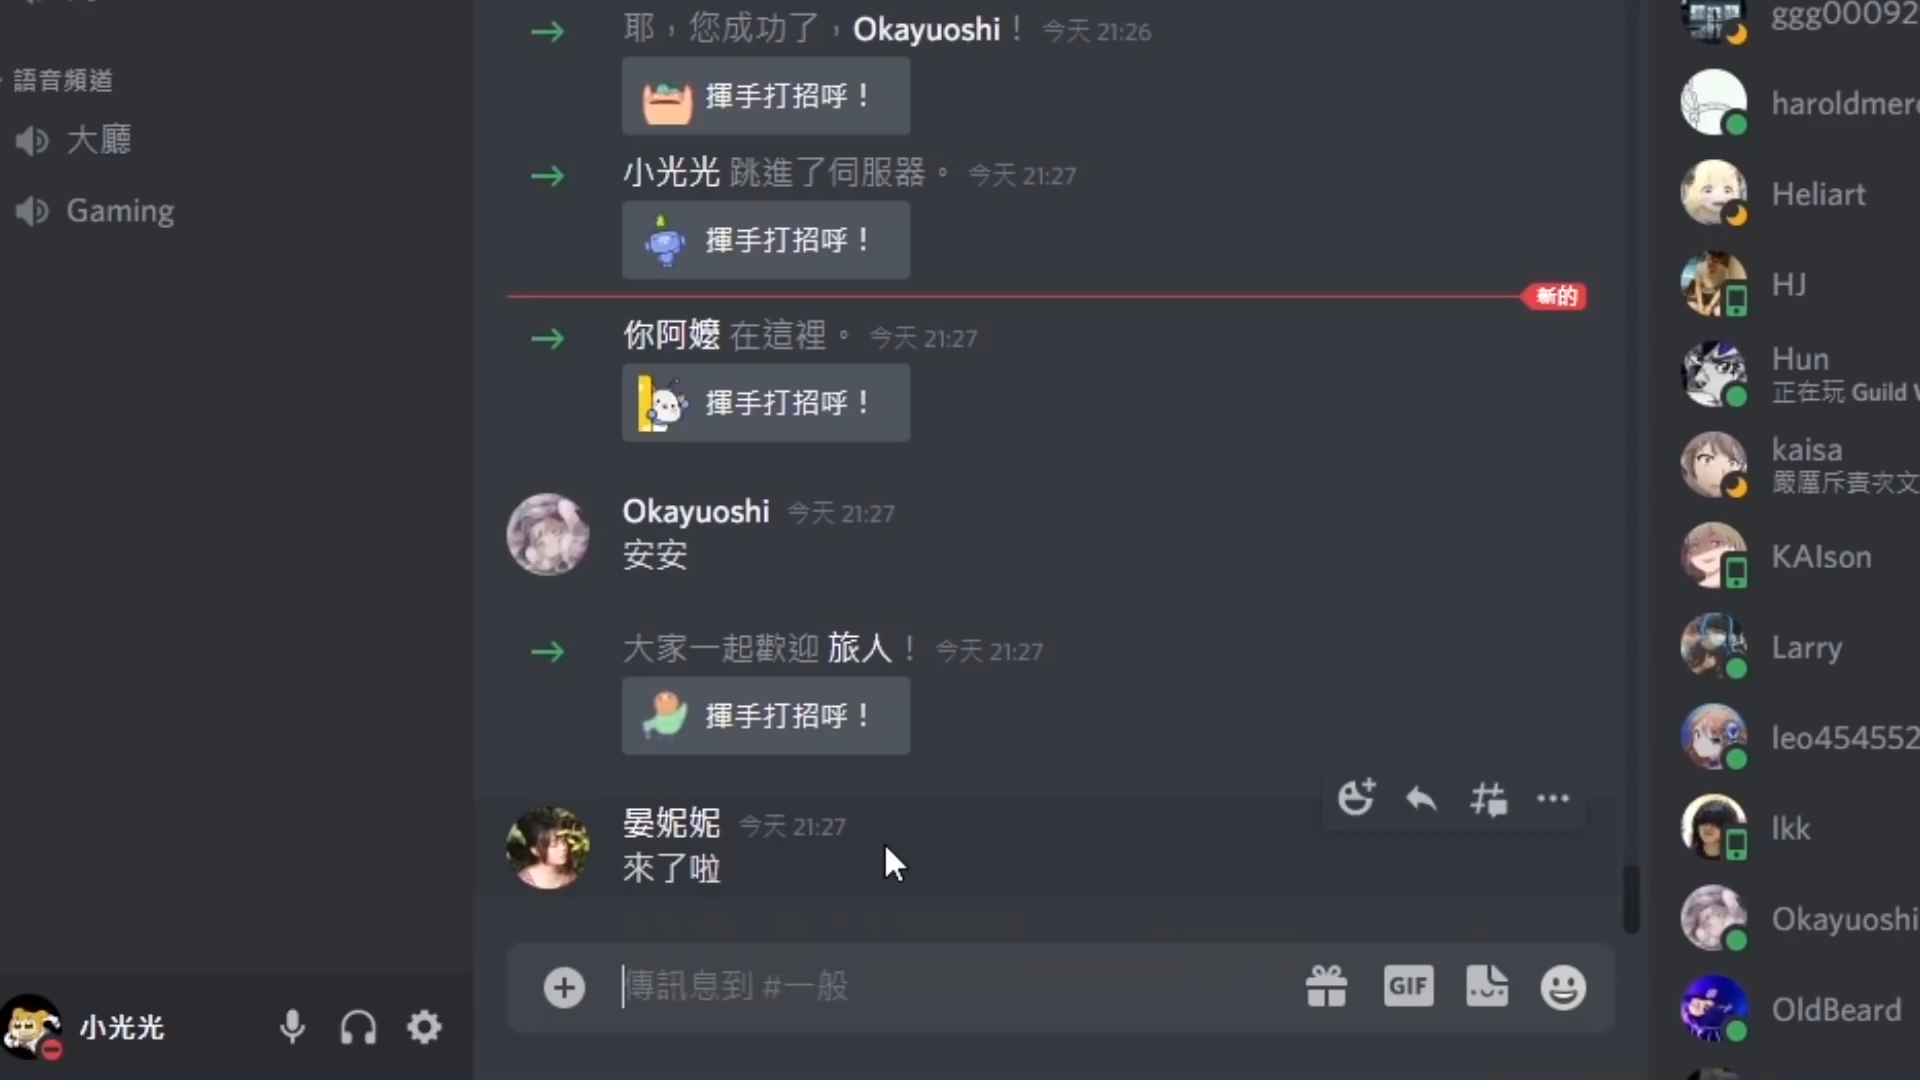 語音頻道
大廳
Gaming
小光光
耶，您成功了，Okayuoshi！ 今天 21:26
揮手打招呼！
小光光 跳進了伺服器。 今天 21:27
揮手打招呼！
新的
你阿嬤 在這裡。 今天 21:27
揮手打招呼！
Okayuoshi 今天 21:27
安安
大家一起歡迎 旅人！ 今天 21:27
揮手打招呼！
晏妮妮 今天 21:27
來了啦
傳訊息到 #一般
GIF
ggg00092
haroldmer
Heliart
HJ
Hun
正在玩 Guild
kaisa
嚴厲斥責次文
KAIson
Larry
leo454552
lkk
Okayuoshi
OldBeard